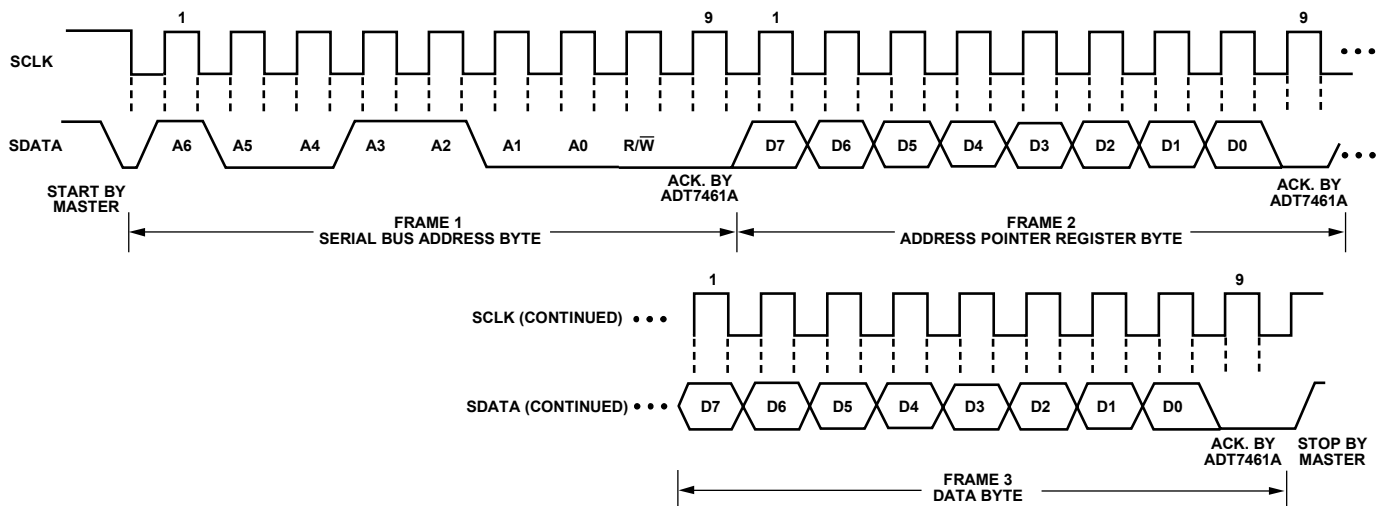 1 9 1 9
SCLK
SDATA A6 A5 A4 A3 A2 A1 A0 R/W̅ D7 D6 D5 D4 D3 D2 D1 D0
START BY
MASTER
ACK. BY
ADT7461A
ACK. BY
ADT7461A
FRAME 1
SERIAL BUS ADDRESS BYTE
FRAME 2
ADDRESS POINTER REGISTER BYTE
1 9
SCLK (CONTINUED)
SDATA (CONTINUED) D7 D6 D5 D4 D3 D2 D1 D0
ACK. BY
ADT7461A
STOP BY
MASTER
FRAME 3
DATA BYTE